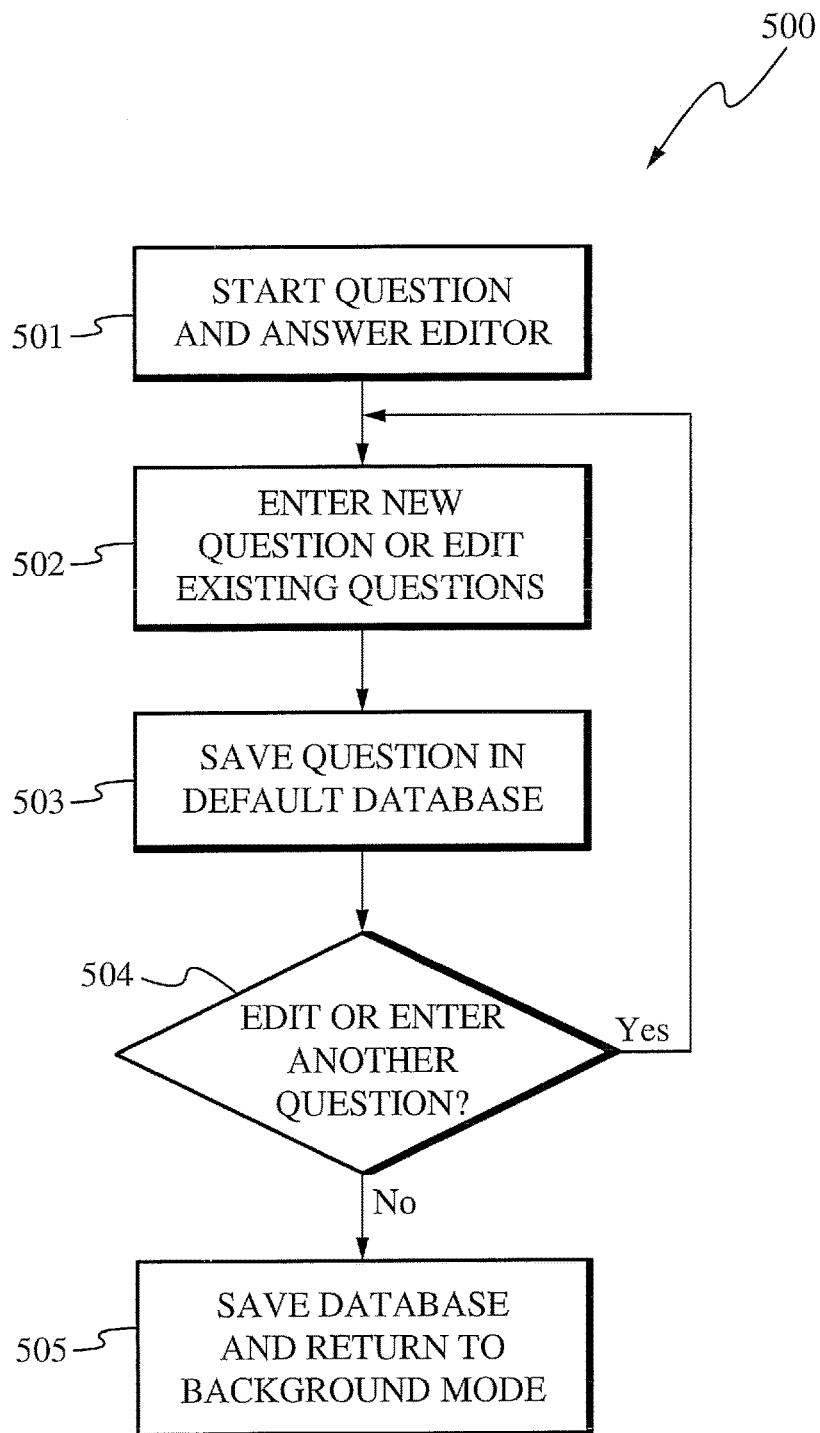 500
501
START QUESTION
AND ANSWER EDITOR
502
ENTER NEW
QUESTION OR EDIT
EXISTING QUESTIONS
503
SAVE QUESTION IN
DEFAULT DATABASE
504
EDIT OR ENTER
ANOTHER
QUESTION?
Yes
No
505
SAVE DATABASE
AND RETURN TO
BACKGROUND MODE